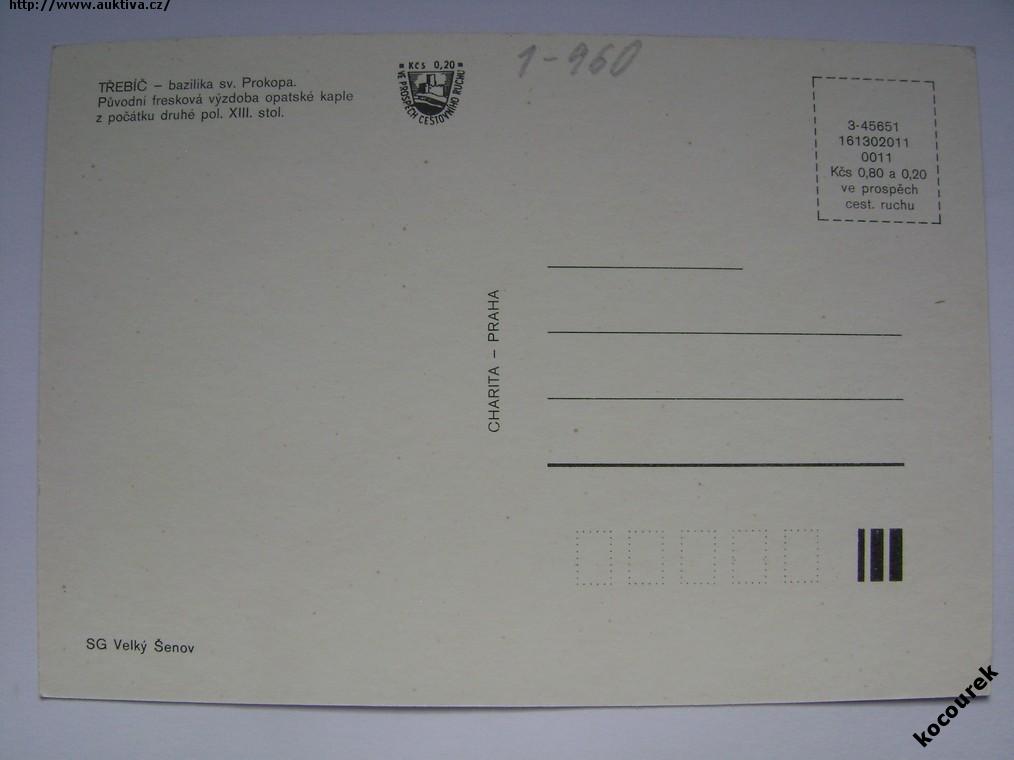 http://www.auktiva.cz/
TŘEBÍČ – bazilika sv. Prokopa.
Původní fresková výzdoba opatské kaple
z počátku druhé pol. XIII. stol.
Kčs 0,20
VE PROSPĚCH CESTOVNÍHO RUCHU
1-960
3-45651
161302011
0011
Kčs 0,80 a 0,20
ve prospěch
cest. ruchu
CHARITA – PRAHA
SG Velký Šenov
kocourek